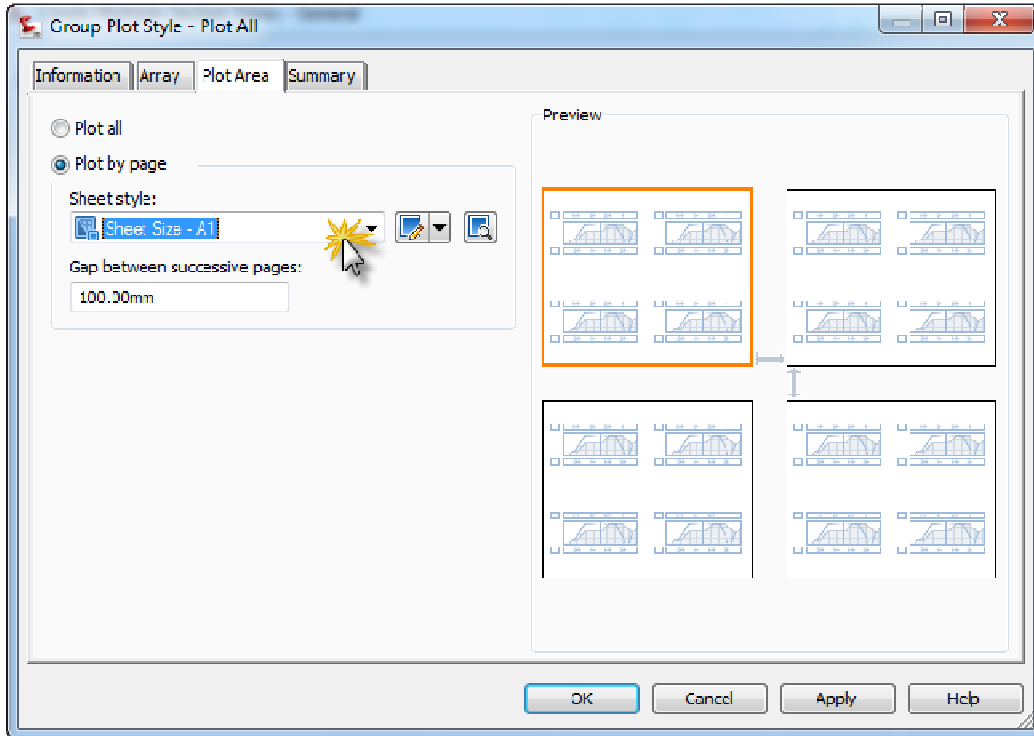 Group Plot Style - Plot All
Information Array Plot Area Summary
Plot all
Plot by page
Sheet style:
Sheet Size - A1
Gap between successive pages:
100.00mm
Preview
OK Cancel Apply Help